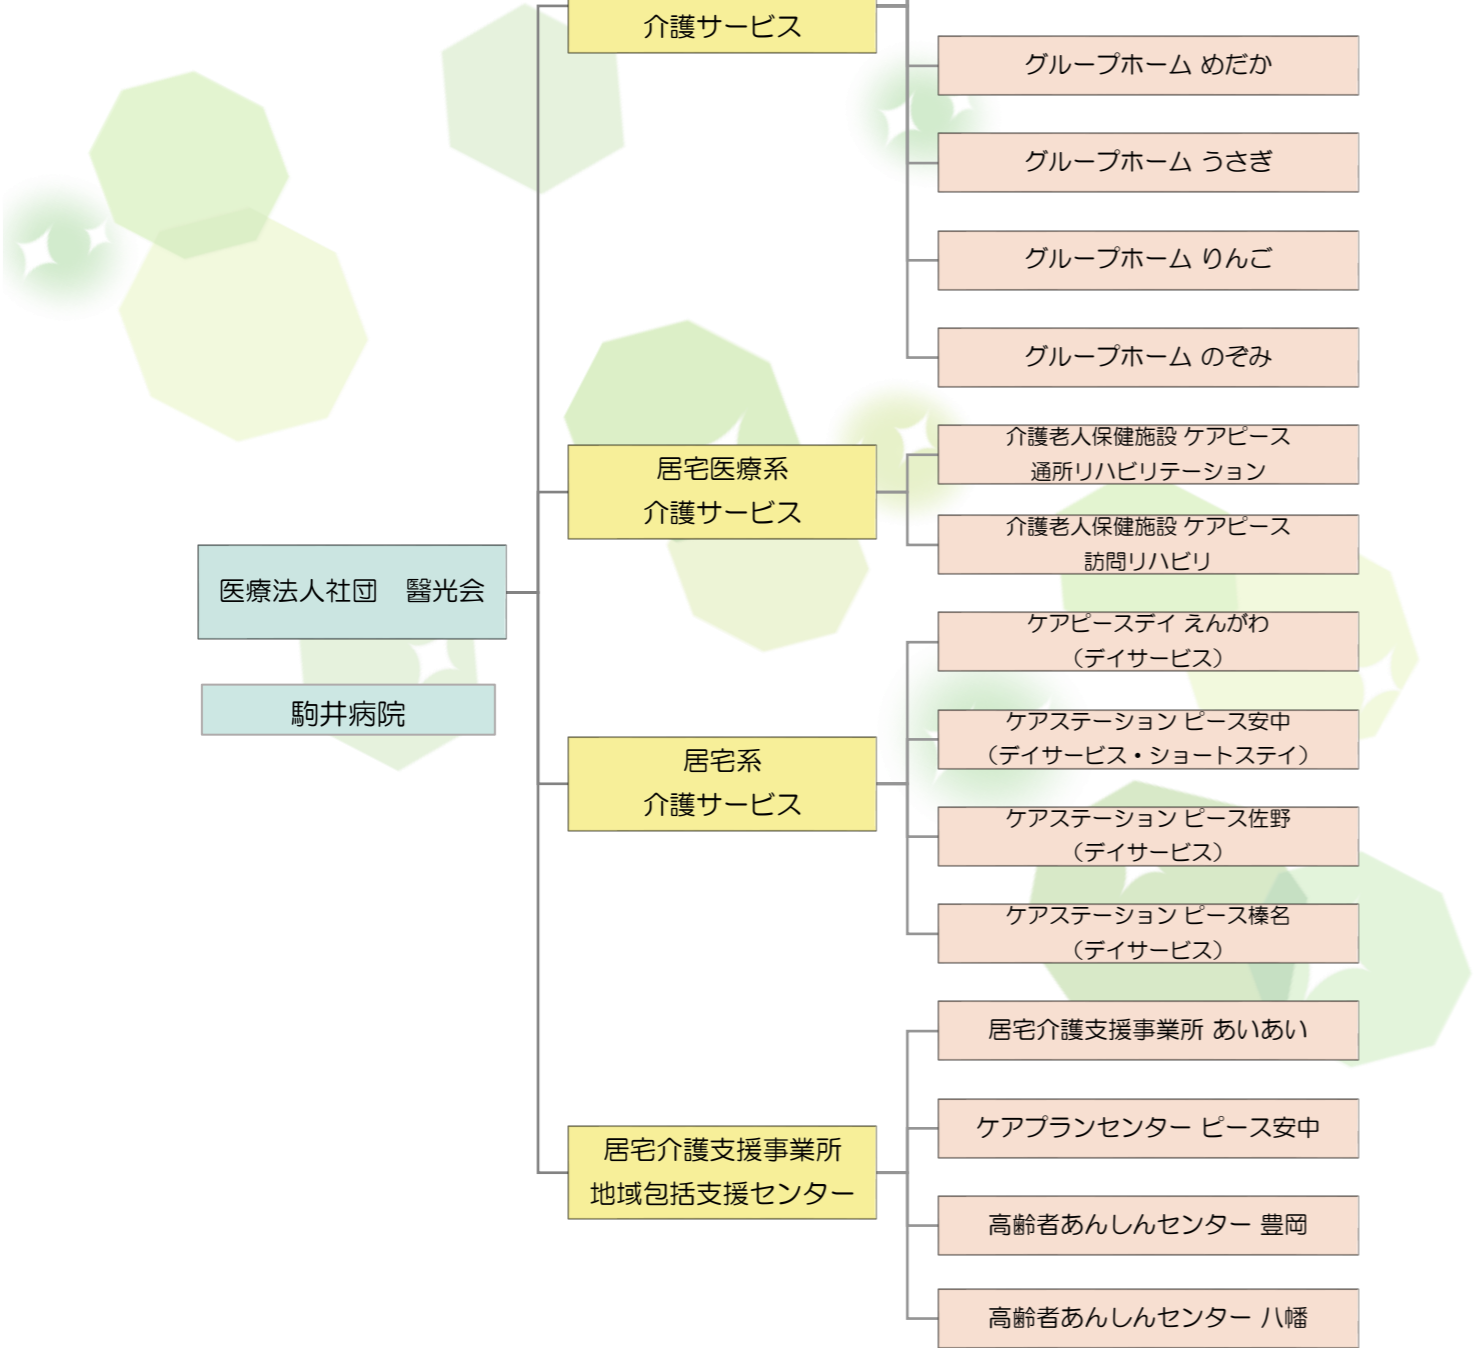 介護サービス
グループホーム めだか
グループホーム うさぎ
グループホーム りんご
グループホーム のぞみ
居宅医療系
介護サービス
介護老人保健施設 ケアピース
通所リハビリテーション
介護老人保健施設 ケアピース
訪問リハビリ
医療法人社団　醫光会
駒井病院
居宅系
介護サービス
ケアピースデイ えんがわ
（デイサービス）
ケアステーション ピース安中
（デイサービス・ショートステイ）
ケアステーション ピース佐野
（デイサービス）
ケアステーション ピース榛名
（デイサービス）
居宅介護支援事業所
地域包括支援センター
居宅介護支援事業所 あいあい
ケアプランセンター ピース安中
高齢者あんしんセンター 豊岡
高齢者あんしんセンター 八幡